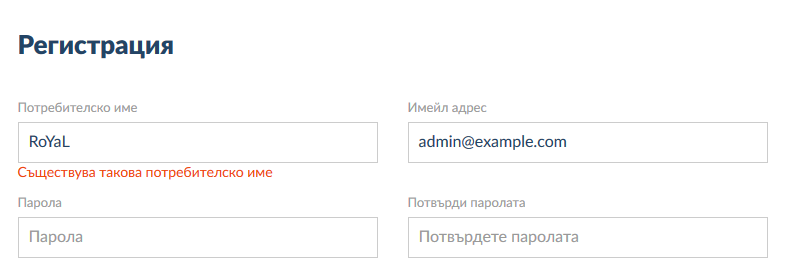 Регистрация
Потребителско име
Имейл адрес
RoYaL
admin@example.com
Съществува такова потребителско име
Парола
Потвърди паролата
Парола
Потвърдете паролата